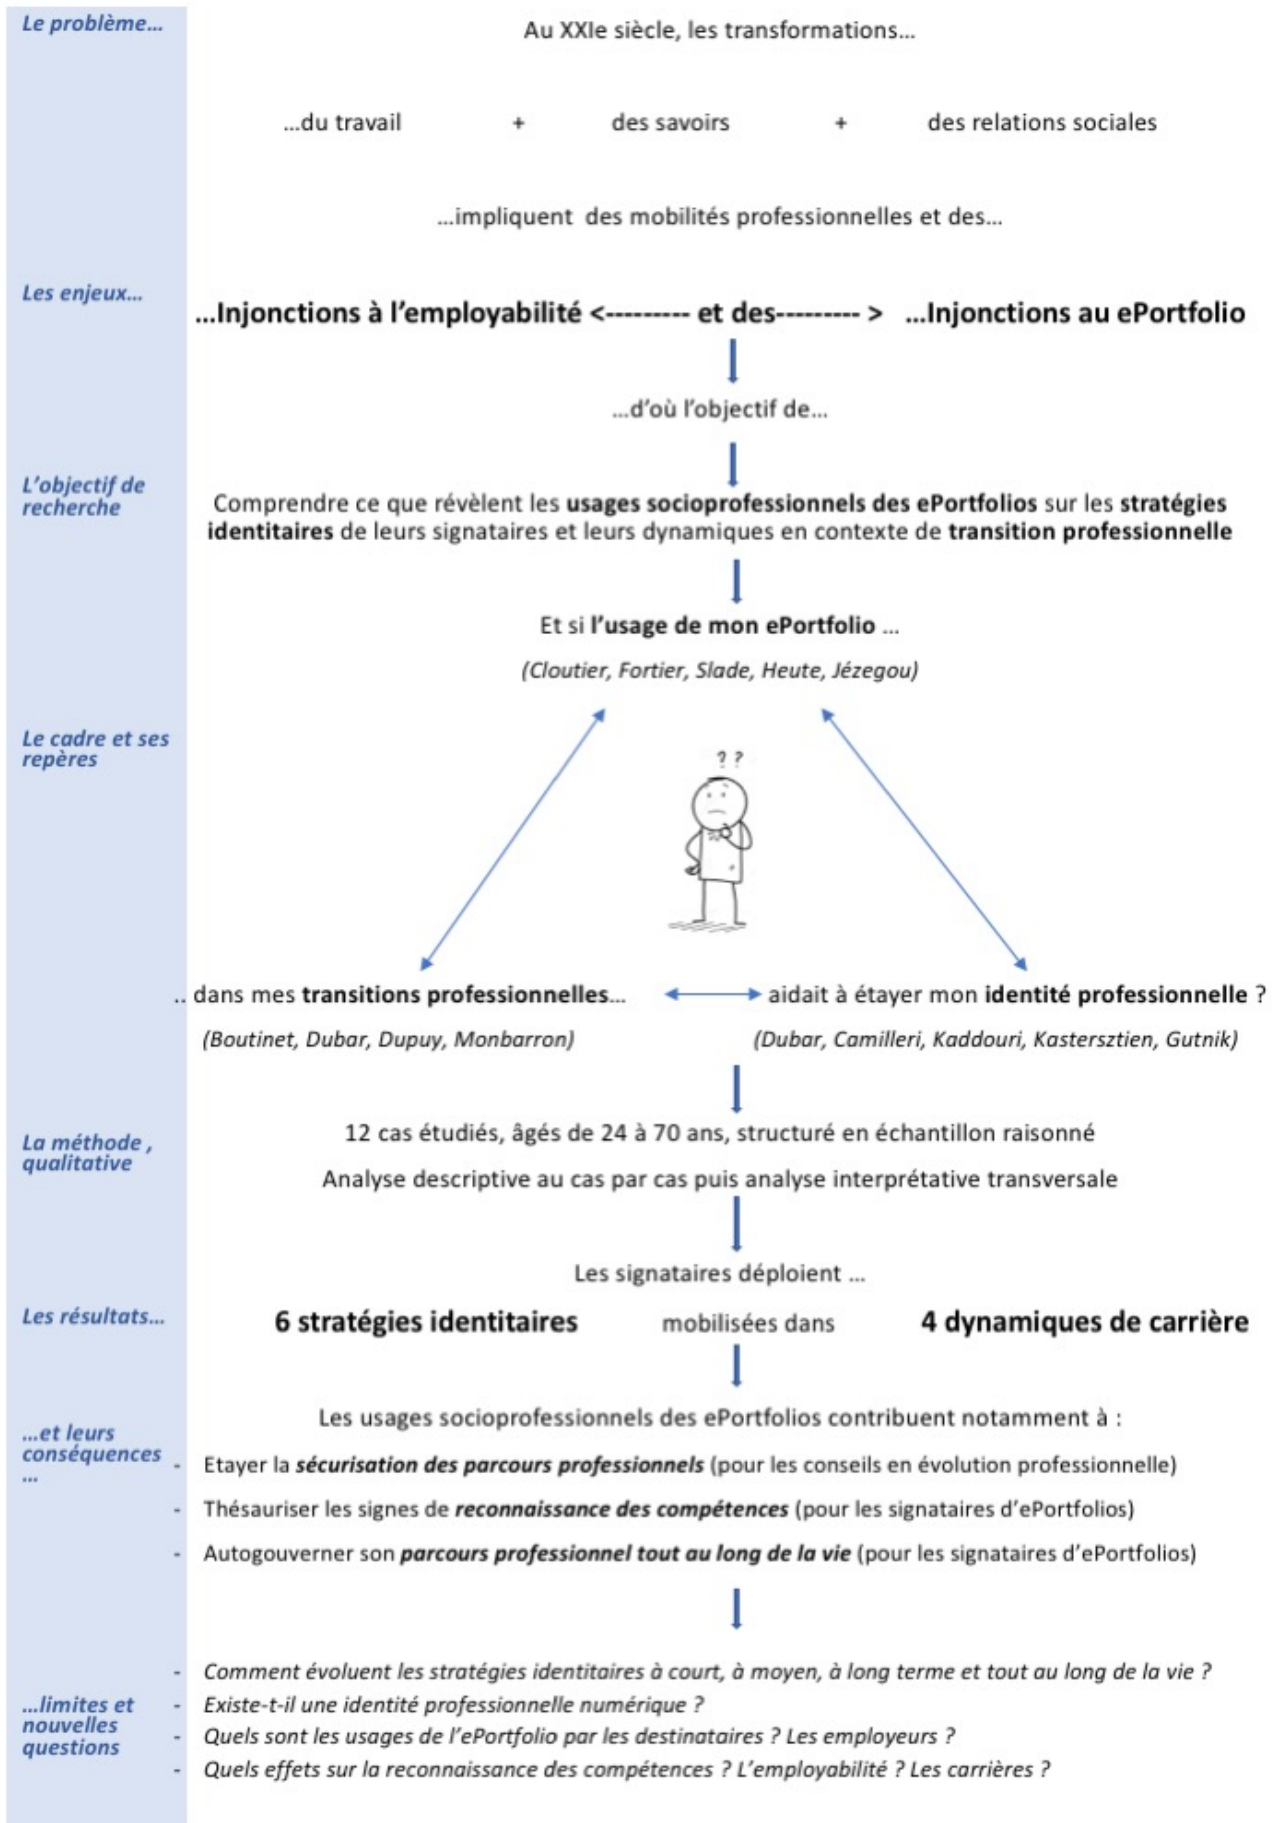 Le problème…
Au XXIe siècle, les transformations…
…du travail + des savoirs + des relations sociales
…impliquent des mobilités professionnelles et des…
Les enjeux…
…Injonctions à l’employabilité <--------- et des--------- > …Injonctions au ePortfolio
…d’où l’objectif de…
L’objectif de
recherche
Comprendre ce que révèlent les usages socioprofessionnels des ePortfolios sur les stratégies
identitaires de leurs signataires et leurs dynamiques en contexte de transition professionnelle
Et si l’usage de mon ePortfolio …
(Cloutier, Fortier, Slade, Heute, Jézegou)
Le cadre et ses
repères
? ?
.. dans mes transitions professionnelles…
aidait à étayer mon identité professionnelle ?
(Boutinet, Dubar, Dupuy, Monbarron)
(Dubar, Camilleri, Kaddouri, Kastersztien, Gutnik)
La méthode ,
qualitative
12 cas étudiés, âgés de 24 à 70 ans, structuré en échantillon raisonné
Analyse descriptive au cas par cas puis analyse interprétative transversale
Les signataires déploient …
Les résultats…
6 stratégies identitaires mobilisées dans 4 dynamiques de carrière
…et leurs
conséquences
…
Les usages socioprofessionnels des ePortfolios contribuent notamment à :
- Etayer la sécurisation des parcours professionnels (pour les conseils en évolution professionnelle)
- Thésauriser les signes de reconnaissance des compétences (pour les signataires d’ePortfolios)
- Autogouverner son parcours professionnel tout au long de la vie (pour les signataires d’ePortfolios)
…limites et
nouvelles
questions
- Comment évoluent les stratégies identitaires à court, à moyen, à long terme et tout au long de la vie ?
- Existe-t-il une identité professionnelle numérique ?
- Quels sont les usages de l’ePortfolio par les destinataires ? Les employeurs ?
- Quels effets sur la reconnaissance des compétences ? L’employabilité ? Les carrières ?